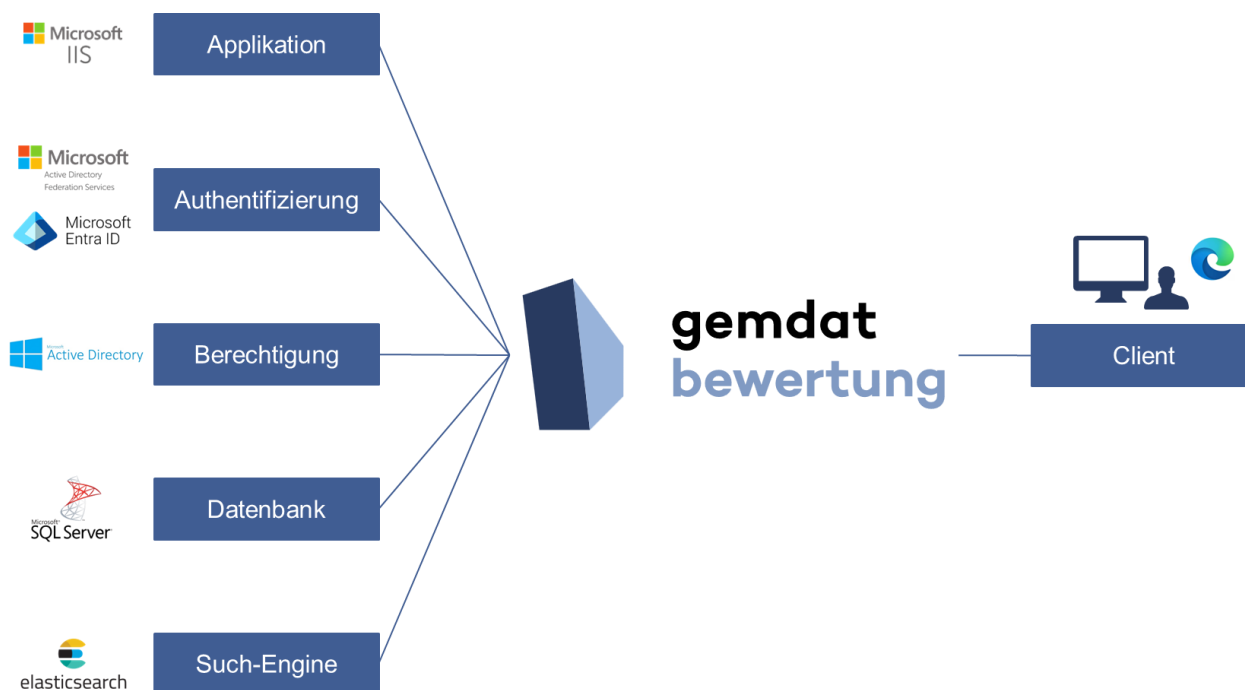 Microsoft
IIS
Applikation
Microsoft
Active Directory
Federation Services
Microsoft
Entra ID
Authentifizierung
Microsoft
Active Directory
Berechtigung
Microsoft
SQL Server
Datenbank
elasticsearch
Such-Engine
gemdat
bewertung
Client